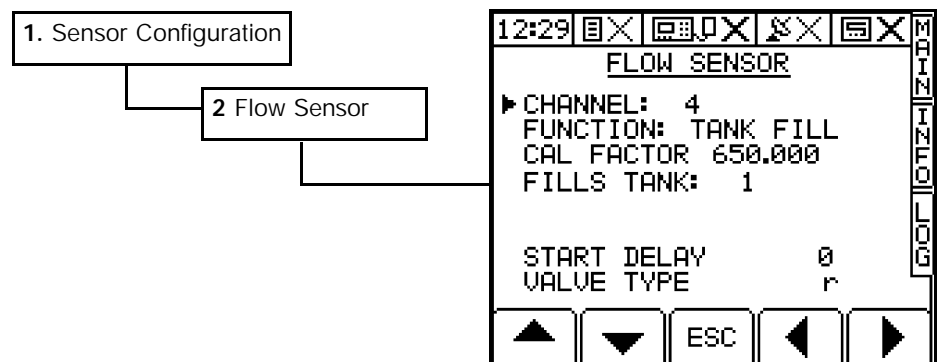 1. Sensor Configuration
2 Flow Sensor
12:29
FLOW SENSOR
CHANNEL: 4
FUNCTION: TANK FILL
CAL FACTOR 650.000
FILLS TANK: 1
START DELAY 0
VALVE TYPE r
ESC
MAIN
INFO
LOG